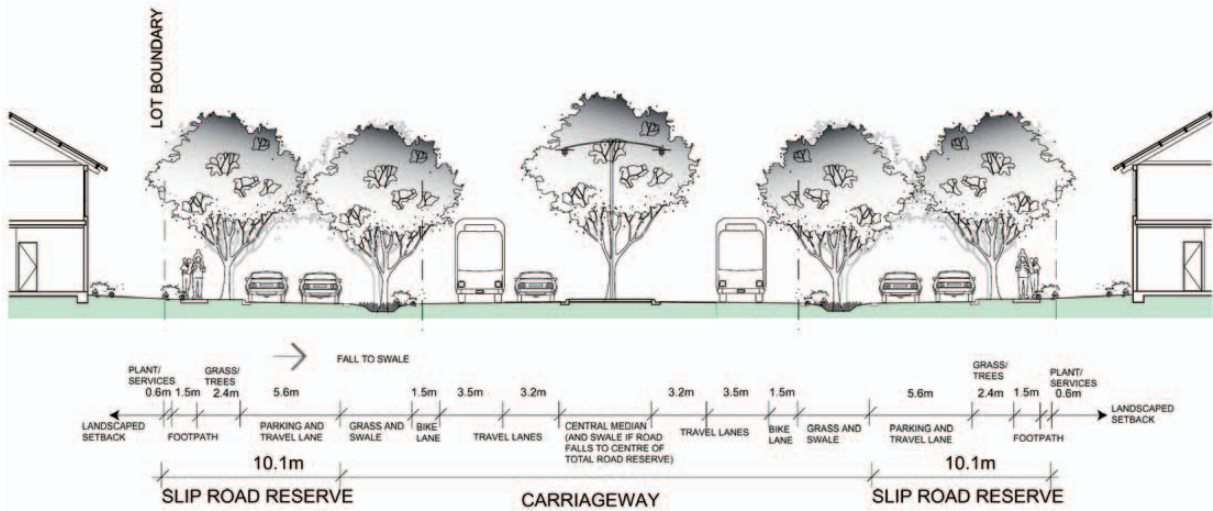 LOT BOUNDARY
FALL TO SWALE
PLANT/
SERVICES
0.6m
1.5m
GRASS/
TREES
2.4m
5.6m
1.5m
3.5m
3.2m
3.2m
3.5m
1.5m
5.6m
GRASS/
TREES
2.4m
1.5m
PLANT/
SERVICES
0.6m
LANDSCAPED
SETBACK
FOOTPATH
PARKING AND
TRAVEL LANE
GRASS AND
SWALE
BIKE
LANE
TRAVEL LANES
CENTRAL MEDIAN
(AND SWALE IF ROAD
FALLS TO CENTRE OF
TOTAL ROAD RESERVE)
TRAVEL LANES
BIKE
LANE
GRASS AND
SWALE
PARKING AND
TRAVEL LANE
FOOTPATH
LANDSCAPED
SETBACK
10.1m
10.1m
SLIP ROAD RESERVE
CARRIAGEWAY
SLIP ROAD RESERVE